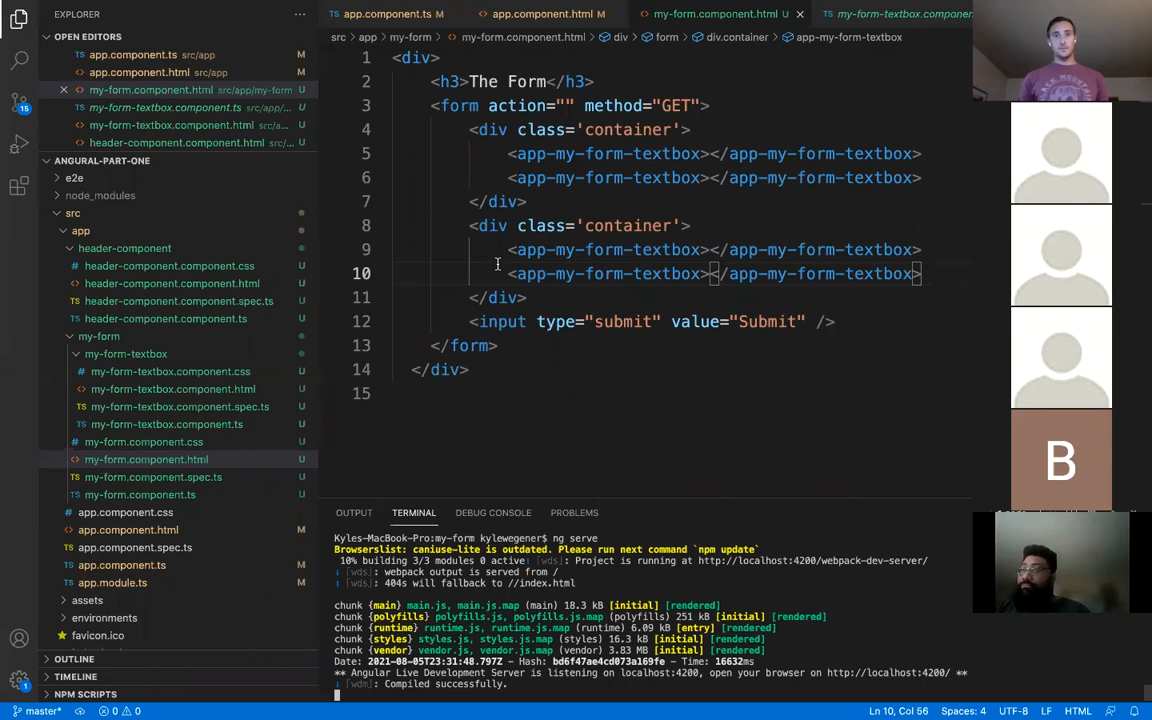 EXPLORER
OPEN EDITORS
app.component.ts src/app M
app.component.html src/app M
my-form.component.html src/app/my-form U
my-form-textbox.component.ts src/app/... U
my-form-textbox.component.html src/a... U
header-component.component.html src/... U
ANGURAL-PART-ONE
e2e
node_modules
src
app
header-component
header-component.component.css U
header-component.component.html U
header-component.component.spec.ts U
header-component.component.ts U
my-form
my-form-textbox
my-form-textbox.component.css U
my-form-textbox.component.html U
my-form-textbox.component.spec.ts U
my-form-textbox.component.ts U
my-form.component.css U
my-form.component.html U
my-form.component.spec.ts U
my-form.component.ts U
app.component.css
app.component.html M
app.component.spec.ts
app.component.ts M
app.module.ts M
assets
environments
favicon.ico
OUTLINE
TIMELINE
NPM SCRIPTS
15
1
app.component.ts M app.component.html M my-form.component.html U my-form-textbox.componen
src > app > my-form > my-form.component.html > div > form > div.container > app-my-form-textbox
1 <div>
2 <h3>The Form</h3>
3 <form action="" method="GET">
4 <div class='container'>
5 <app-my-form-textbox></app-my-form-textbox>
6 <app-my-form-textbox></app-my-form-textbox>
7 </div>
8 <div class='container'>
9 <app-my-form-textbox></app-my-form-textbox>
10 <app-my-form-textbox></app-my-form-textbox>
11 </div>
12 <input type="submit" value="Submit" />
13 </form>
14 </div>
15
OUTPUT TERMINAL DEBUG CONSOLE PROBLEMS
Kyles-MacBook-Pro:my-form kylewegener$ ng serve
Browserslist: caniuse-lite is outdated. Please run next command `npm update`
10% building 3/3 modules 0 active ℹ ｢wds｣: Project is running at http://localhost:4200/webpack-dev-server/
ℹ ｢wds｣: webpack output is served from /
ℹ ｢wds｣: 404s will fallback to //index.html
chunk {main} main.js, main.js.map (main) 18.3 kB [initial] [rendered]
chunk {polyfills} polyfills.js, polyfills.js.map (polyfills) 251 kB [initial] [rendered]
chunk {runtime} runtime.js, runtime.js.map (runtime) 6.09 kB [entry] [rendered]
chunk {styles} styles.js, styles.js.map (styles) 16.3 kB [initial] [rendered]
chunk {vendor} vendor.js, vendor.js.map (vendor) 3.83 MB [initial] [rendered]
Date: 2021-08-05T23:31:48.797Z - Hash: bd6f47ae4cd073a169fe - Time: 16632ms
** Angular Live Development Server is listening on localhost:4200, open your browser on http://localhost:4200/ **
ℹ ｢wdm｣: Compiled successfully.
B
master* 0 0 Ln 10, Col 56 Spaces: 4 UTF-8 LF HTML